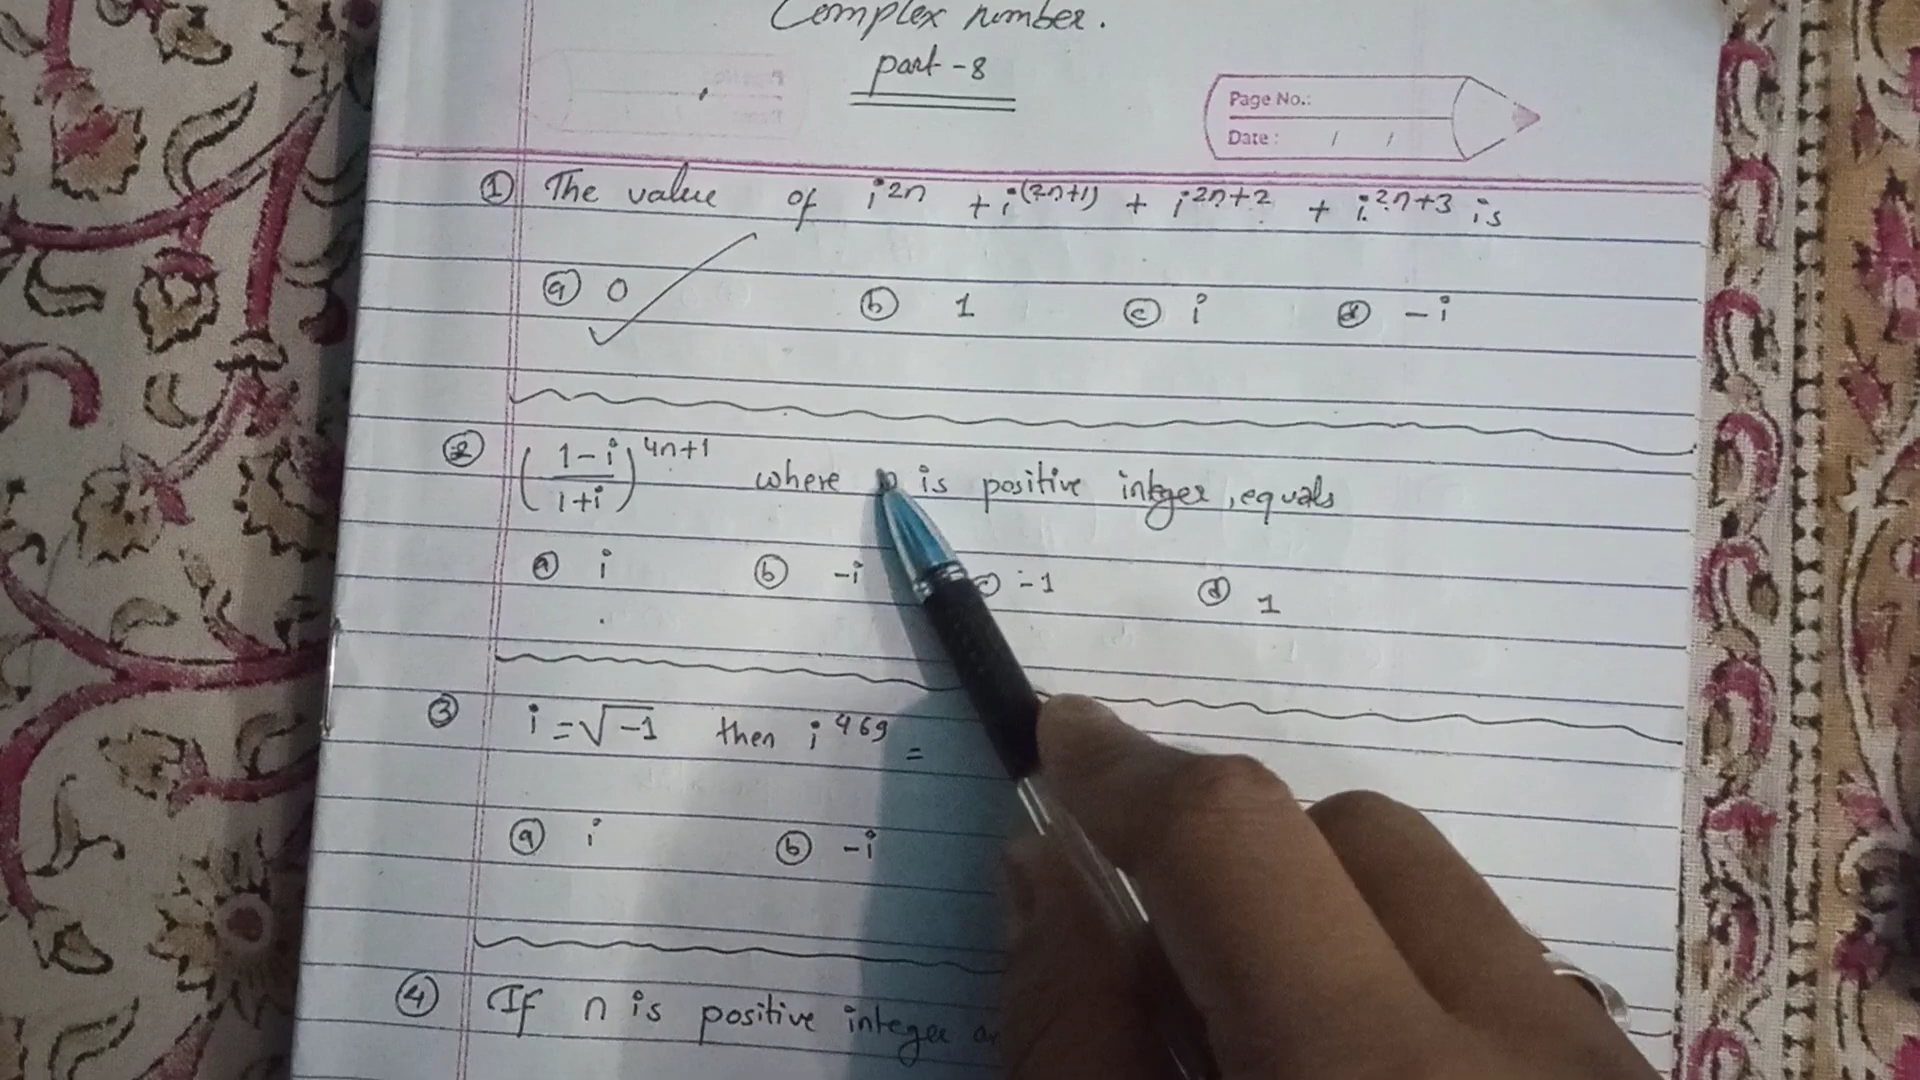 Complex number.
part - 8
Page No.:
Date : / /
① The value of i^2n + i^(2n+1) + i^2n+2 + i^2n+3 is
ⓐ 0 ⓑ 1 ⓒ i ⓓ -i
② (1-i / 1+i)^4n+1 where n is positive integer, equals
ⓐ i ⓑ -i ⓒ -1 ⓓ 1
③ i = √-1 then i^469 =
ⓐ i ⓑ -i
④ If n is positive integer